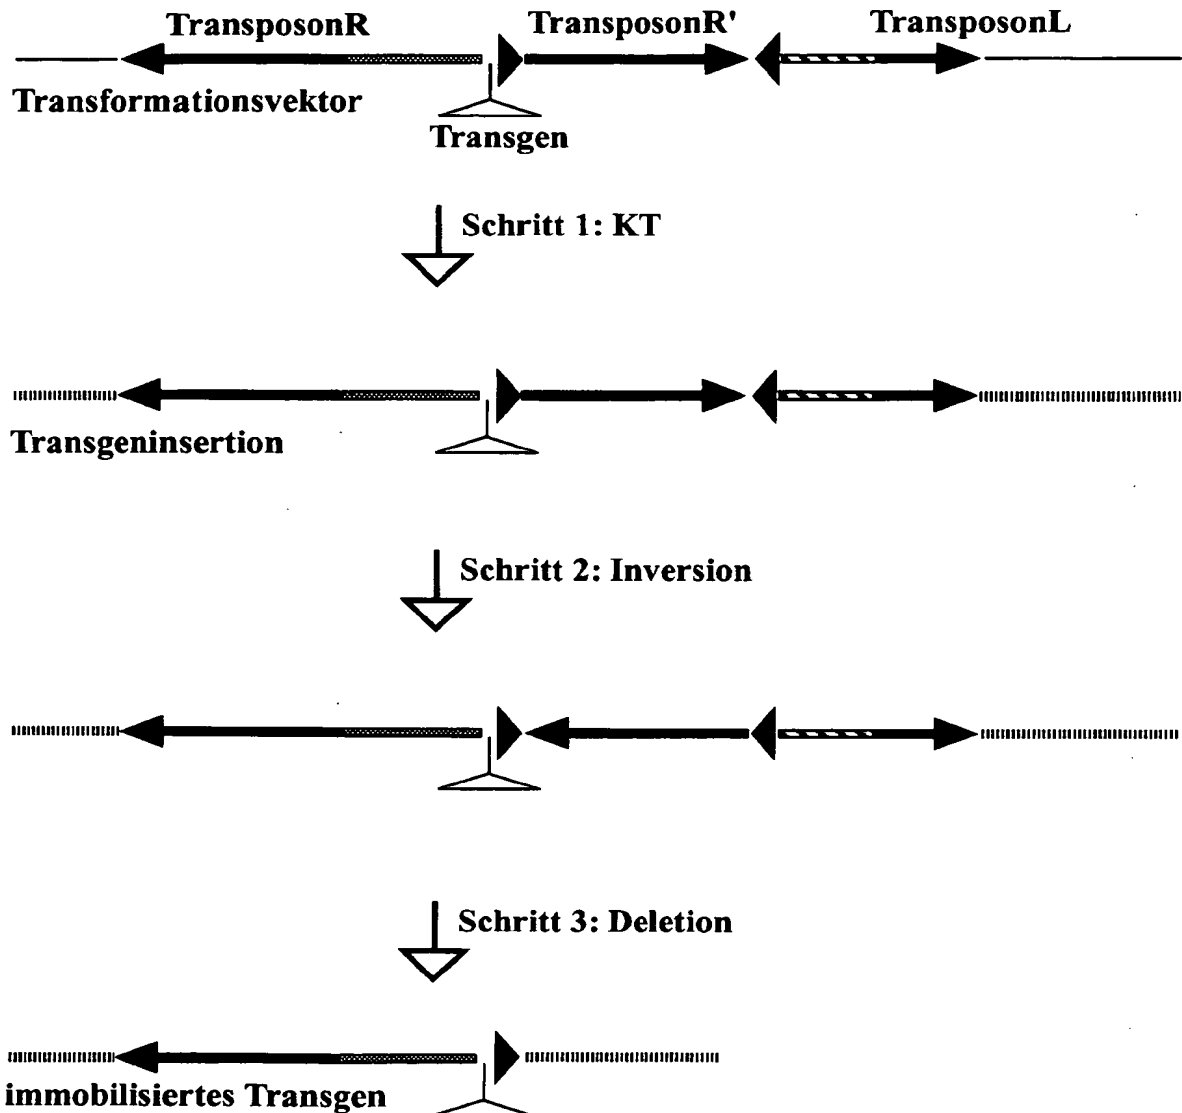 TransposonR TransposonR' TransposonL
Transformationsvektor
Transgen
Schritt 1: KT
Transgeninsertion
Schritt 2: Inversion
Schritt 3: Deletion
immobilisiertes Transgen